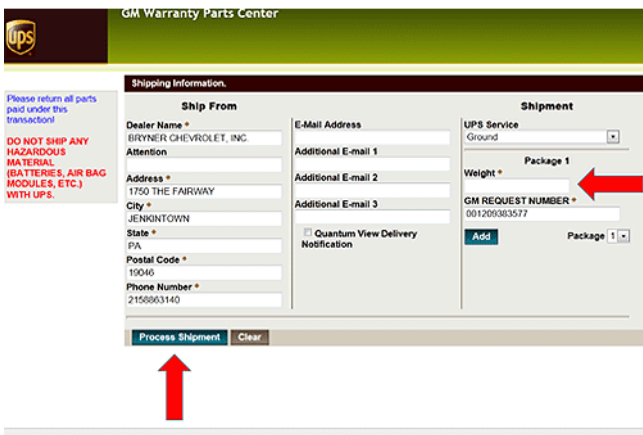 GM Warranty Parts Center
ups
Please return all parts
paid under this
transaction!
DO NOT SHIP ANY
HAZARDOUS
MATERIAL
(BATTERIES, AIR BAG
MODULES, ETC.)
WITH UPS.
Shipping Information.
Ship From
Dealer Name *
BRYNER CHEVROLET, INC.
Attention
Address *
1750 THE FAIRWAY
City *
JENKINTOWN
State *
PA
Postal Code *
19046
Phone Number *
2158863140
E-Mail Address
Additional E-mail 1
Additional E-mail 2
Additional E-mail 3
Quantum View Delivery
Notification
Shipment
UPS Service
Ground
Package 1
Weight *
GM REQUEST NUMBER *
001209383577
Add Package 1
Process Shipment Clear